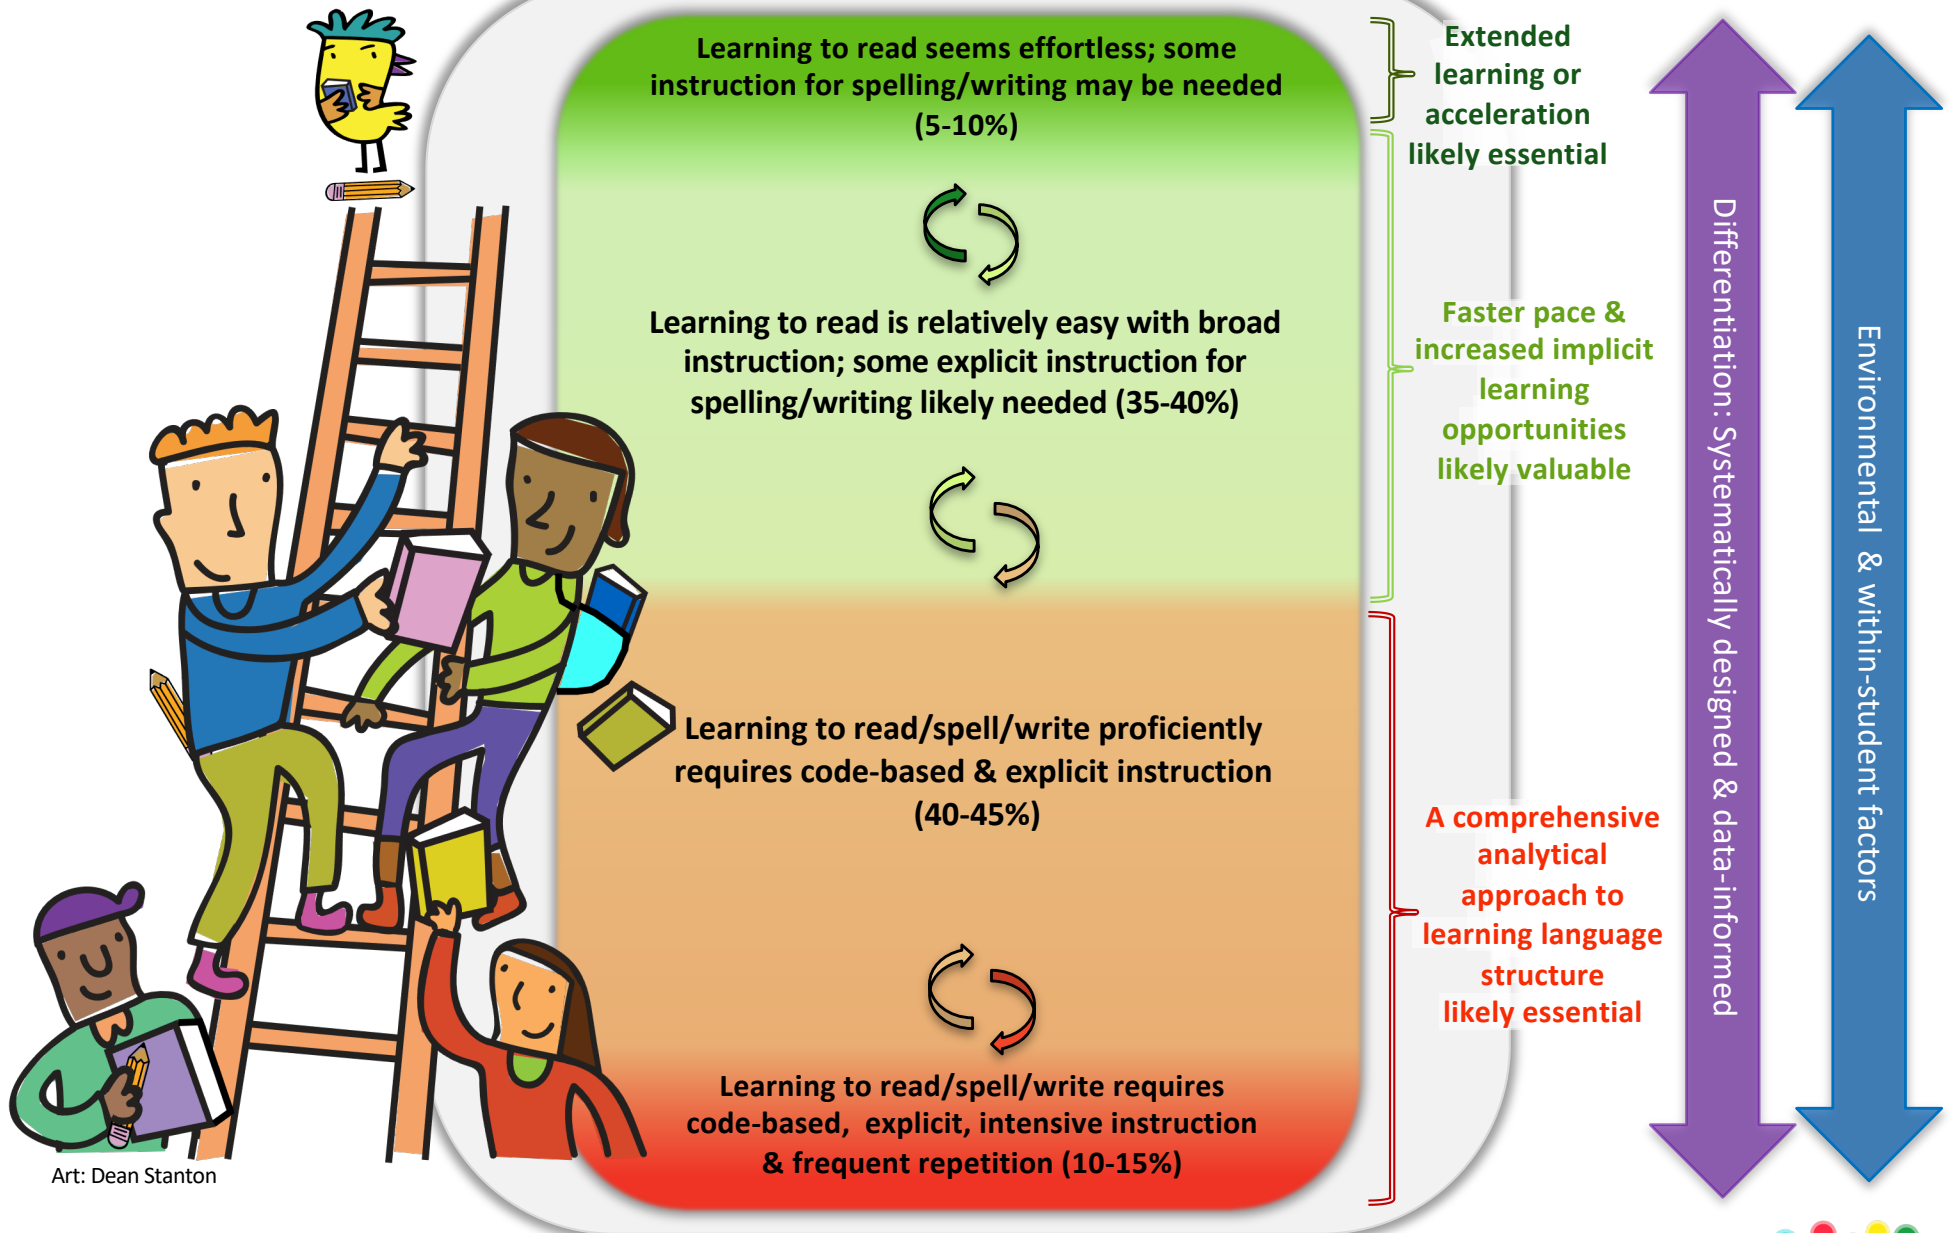 Learning to read seems effortless; some
instruction for spelling/writing may be needed
(5-10%)
Learning to read is relatively easy with broad
instruction; some explicit instruction for
spelling/writing likely needed (35-40%)
Learning to read/spell/write proficiently
requires code-based & explicit instruction
(40-45%)
Learning to read/spell/write requires
code-based, explicit, intensive instruction
& frequent repetition (10-15%)
Extended
learning or
acceleration
likely essential
Faster pace &
increased implicit
learning
opportunities
likely valuable
A comprehensive
analytical
approach to
learning language
structure
likely essential
Differentiation: Systematically designed & data-informed
Environmental & within-student factors
Art: Dean Stanton